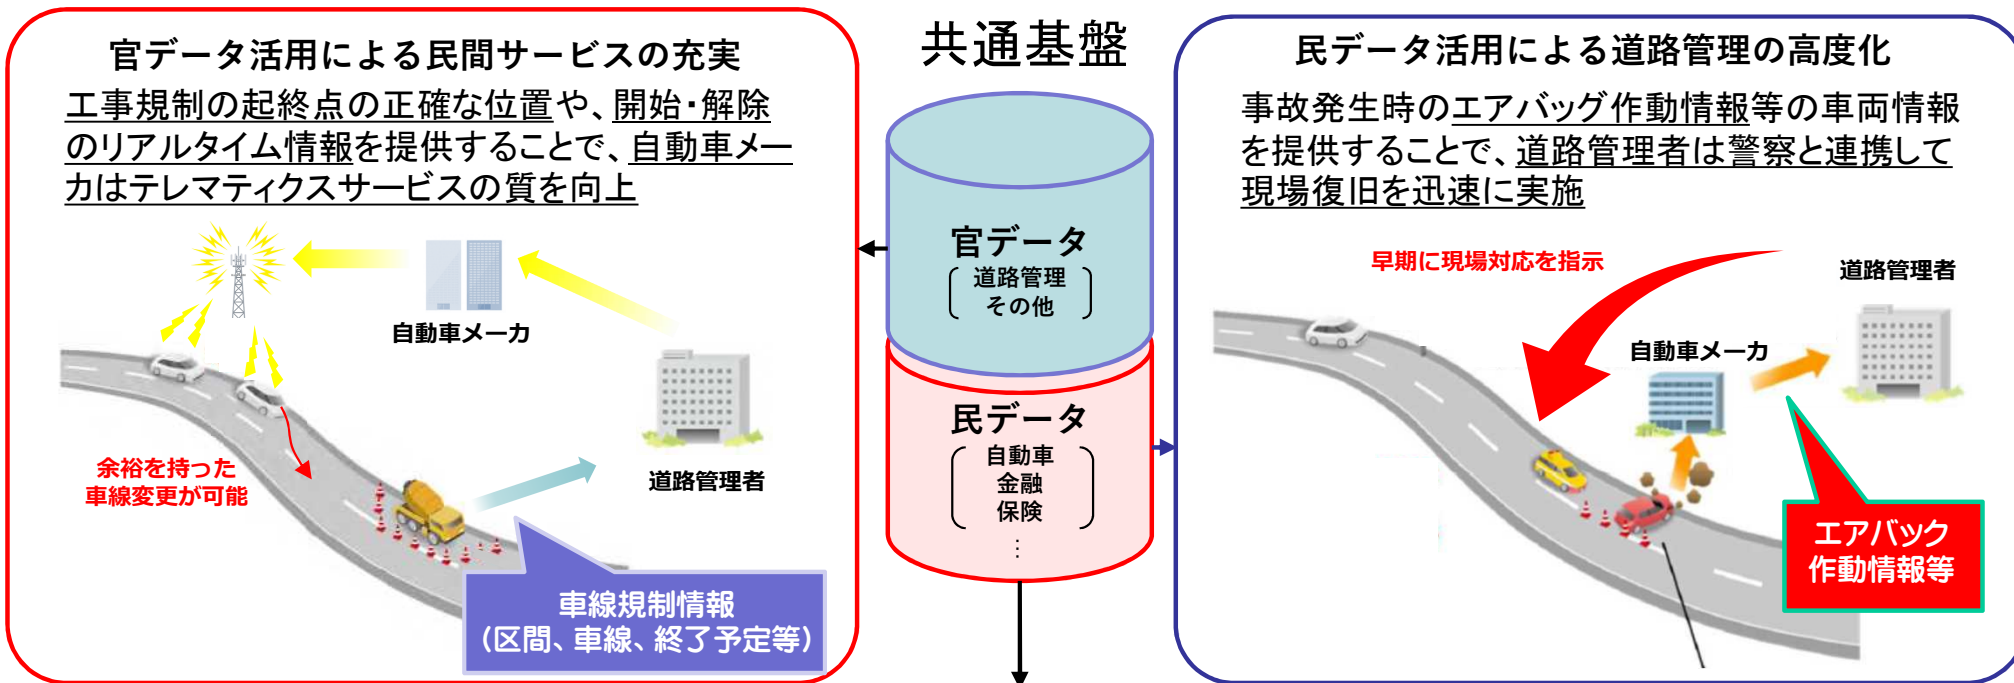 官データ活用による民間サービスの充実
工事規制の起終点の正確な位置や、開始・解除
のリアルタイム情報を提供することで、自動車メー
カはテレマティクスサービスの質を向上
自動車メーカ
道路管理者
余裕を持った
車線変更が可能
車線規制情報
(区間、車線、終了予定等)
共通基盤
官データ
道路管理
その他
民データ
自動車
金融
保険
⋮
民データ活用による道路管理の高度化
事故発生時のエアバッグ作動情報等の車両情報
を提供することで、道路管理者は警察と連携して
現場復旧を迅速に実施
早期に現場対応を指示
道路管理者
自動車メーカ
エアバック
作動情報等